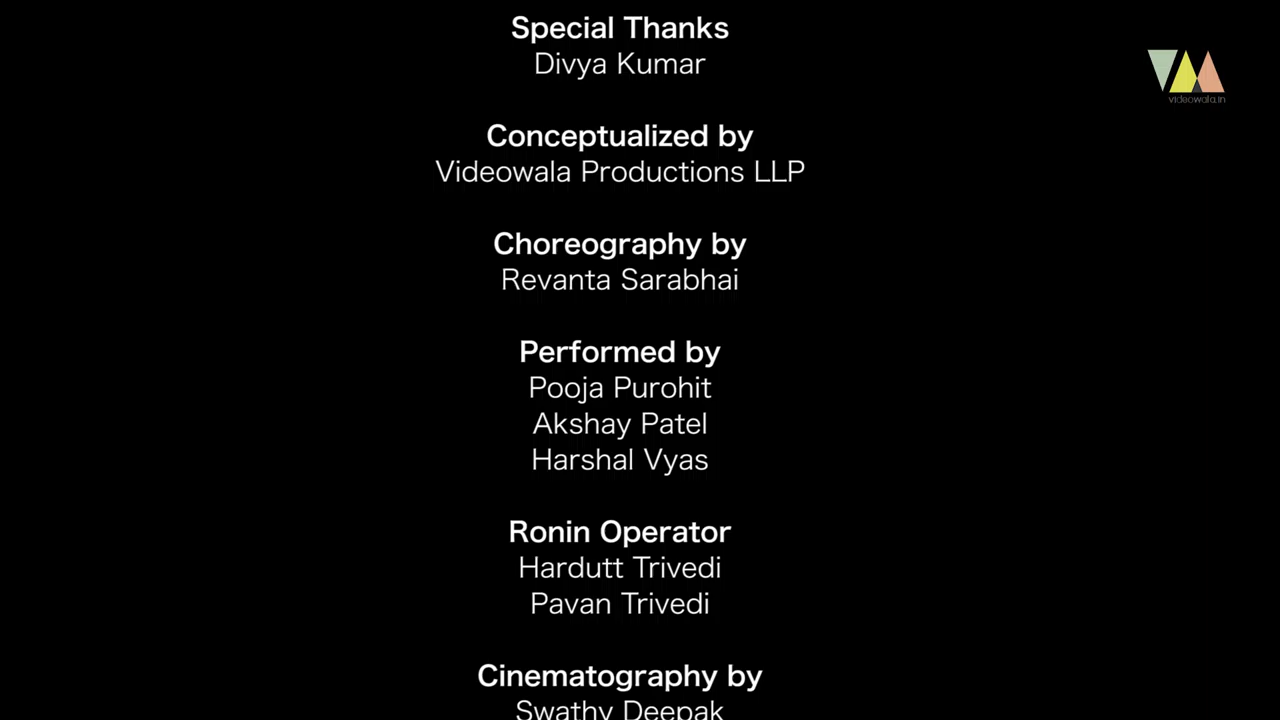 Special Thanks
Divya Kumar
videowala.in
Conceptualized by
Videowala Productions LLP
Choreography by
Revanta Sarabhai
Performed by
Pooja Purohit
Akshay Patel
Harshal Vyas
Ronin Operator
Hardutt Trivedi
Pavan Trivedi
Cinematography by
Swathy Deepak